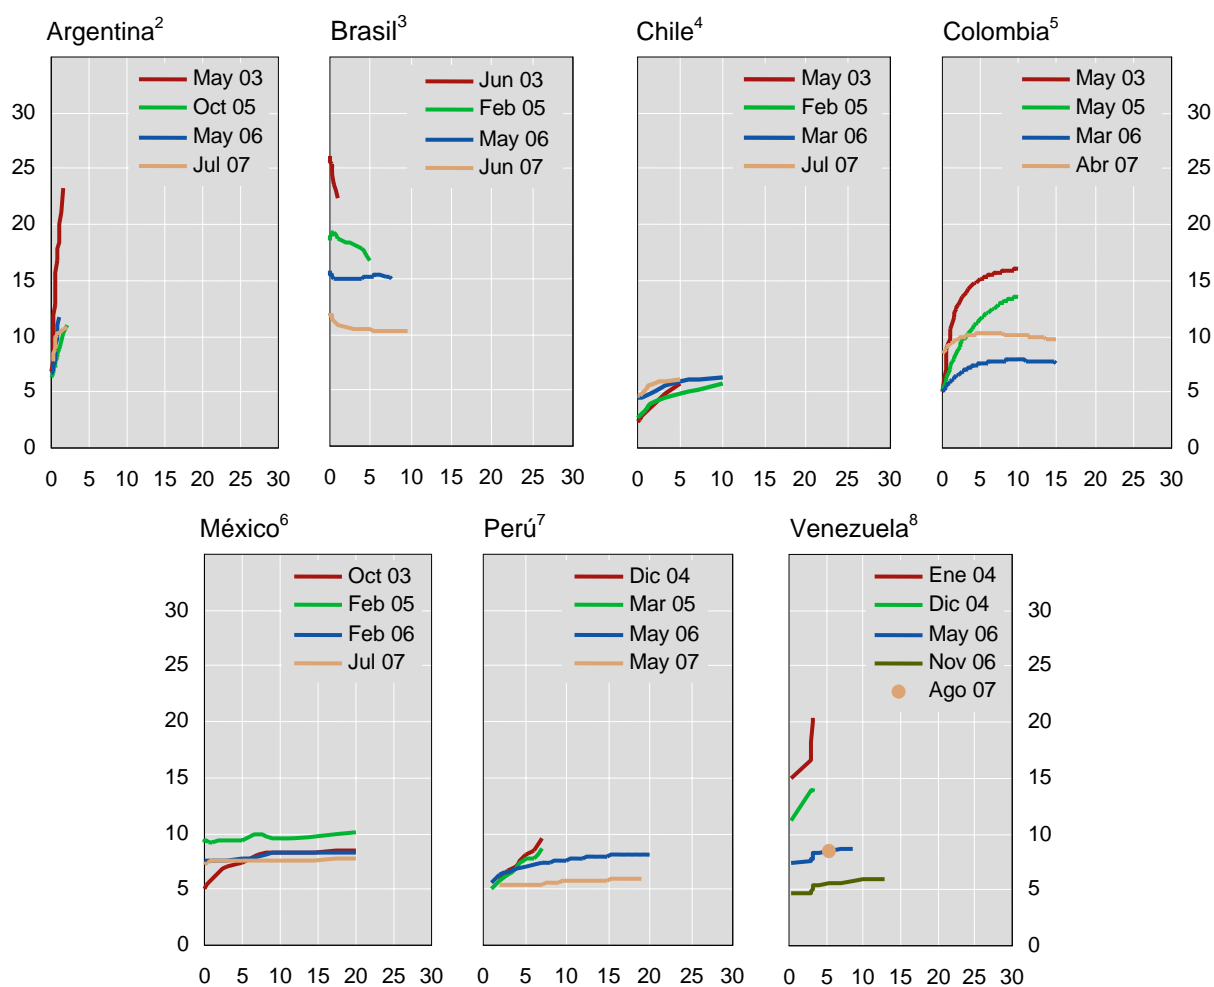 Argentina²
May 03
Oct 05
May 06
Jul 07
30
25
20
15
10
5
0
0 5 10 15 20 25 30
Brasil³
Jun 03
Feb 05
May 06
Jun 07
0 5 10 15 20 25 30
Chile⁴
May 03
Feb 05
Mar 06
Jul 07
0 5 10 15 20 25 30
Colombia⁵
May 03
May 05
Mar 06
Abr 07
30
25
20
15
10
5
0
0 5 10 15 20 25 30
México⁶
Oct 03
Feb 05
Feb 06
Jul 07
30
25
20
15
10
5
0
0 5 10 15 20 25 30
Perú⁷
Dic 04
Mar 05
May 06
May 07
0 5 10 15 20 25 30
Venezuela⁸
Ene 04
Dic 04
May 06
Nov 06
Ago 07
30
25
20
15
10
5
0
0 5 10 15 20 25 30